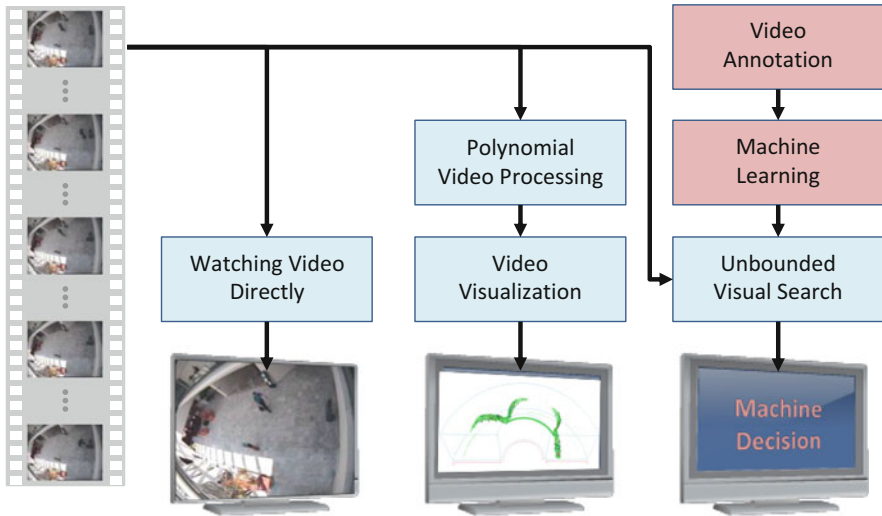 Video
Annotation
Polynomial
Video Processing
Machine
Learning
Watching Video
Directly
Video
Visualization
Unbounded
Visual Search
Machine
Decision